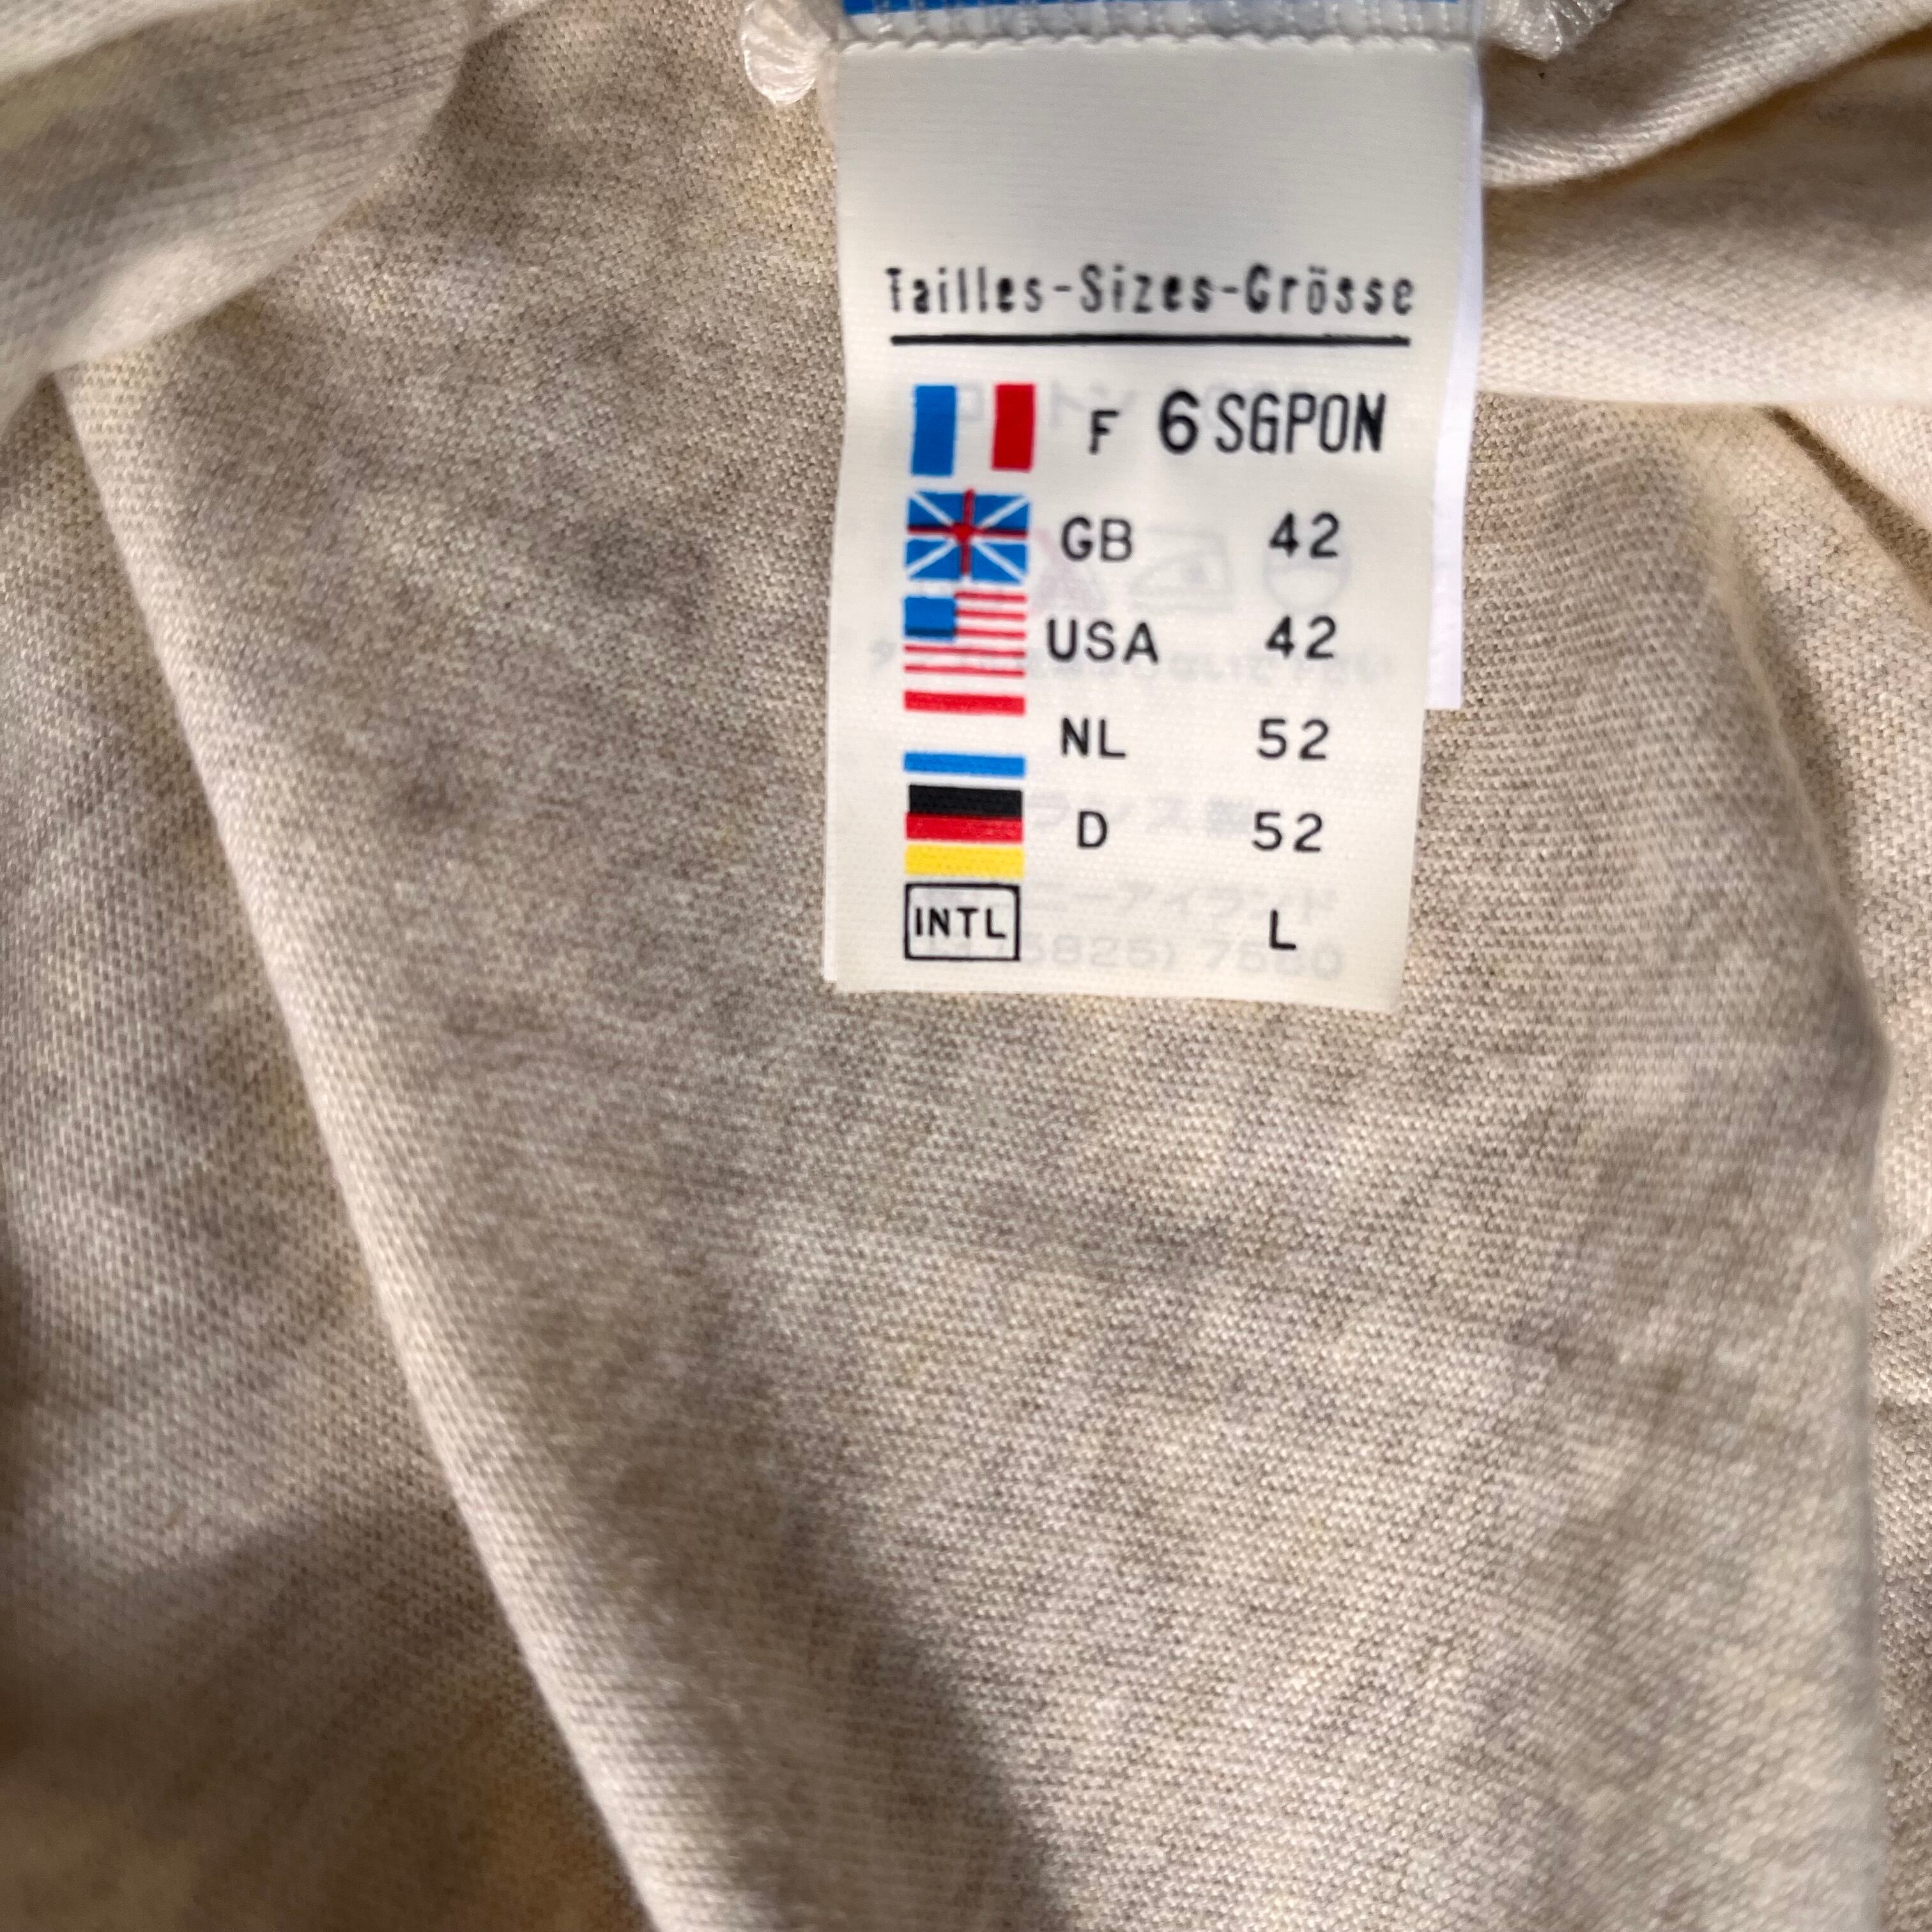 Tailles-Sizes-Grösse
F 6 SGPON
GB 42
USA 42
NL 52
D 52
INTL L